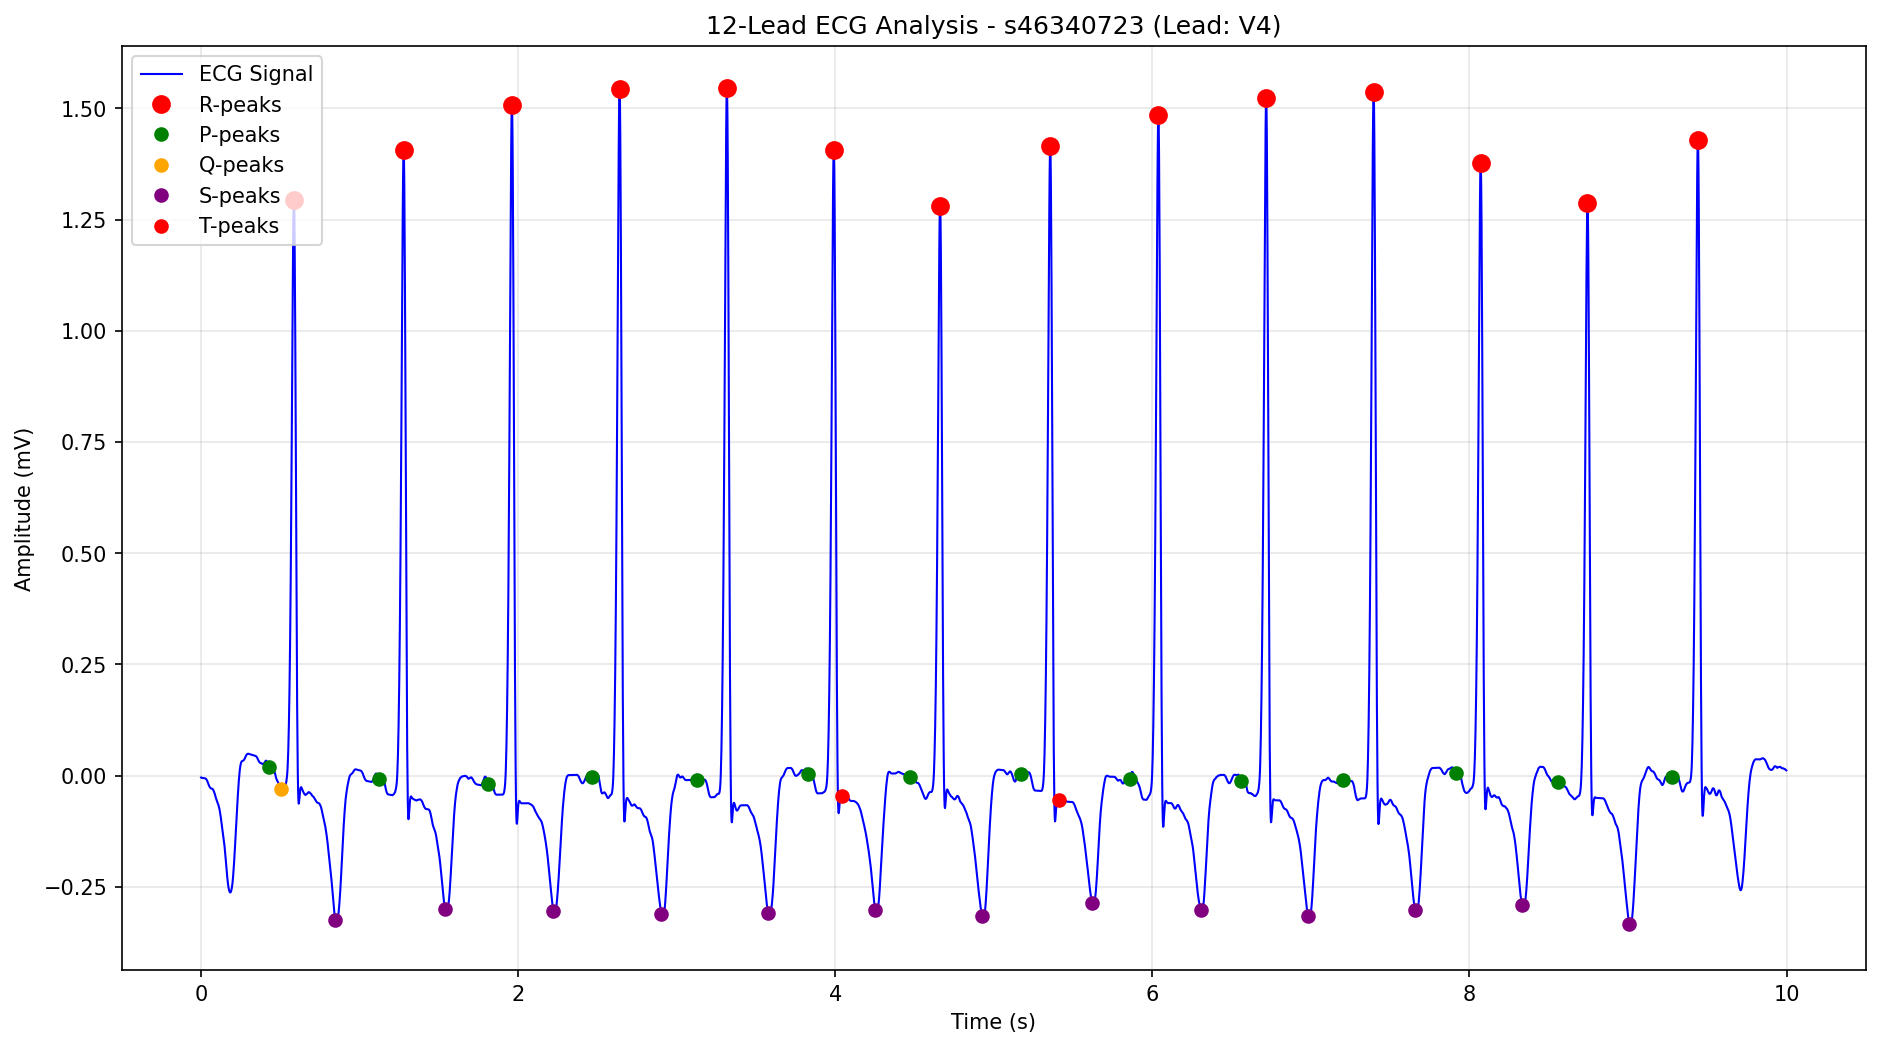 12-Lead ECG Analysis - s46340723 (Lead: V4)
ECG Signal
R-peaks
P-peaks
Q-peaks
S-peaks
T-peaks
1.50
1.25
1.00
0.75
0.50
0.25
0.00
−0.25
Amplitude (mV)
0
2
4
6
8
10
Time (s)